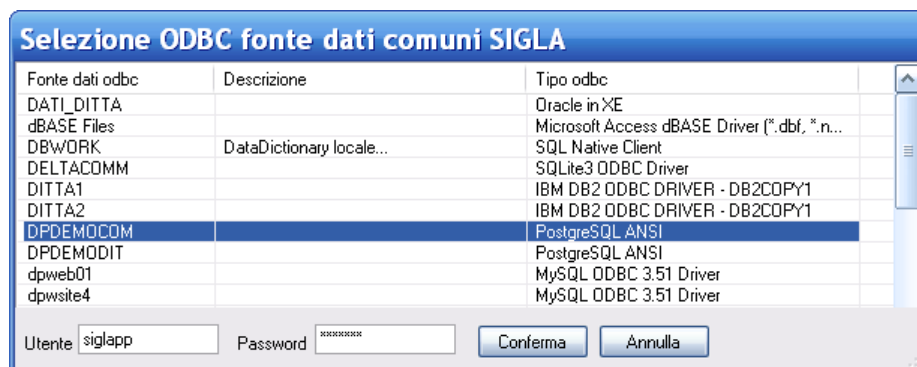 Selezione ODBC fonte dati comuni SIGLA
Fonte dati odbc Descrizione Tipo odbc
DATI_DITTA Oracle in XE
dBASE Files Microsoft Access dBASE Driver (*.dbf, *.n...
DBWORK DataDictionary locale... SQL Native Client
DELTACOMM SQLite3 ODBC Driver
DITTA1 IBM DB2 ODBC DRIVER - DB2COPY1
DITTA2 IBM DB2 ODBC DRIVER - DB2COPY1
DPDEMOCOM PostgreSQL ANSI
DPDEMODIT PostgreSQL ANSI
dpweb01 MySQL ODBC 3.51 Driver
dpwsite4 MySQL ODBC 3.51 Driver
Utente siglapp Password ******* Conferma Annulla